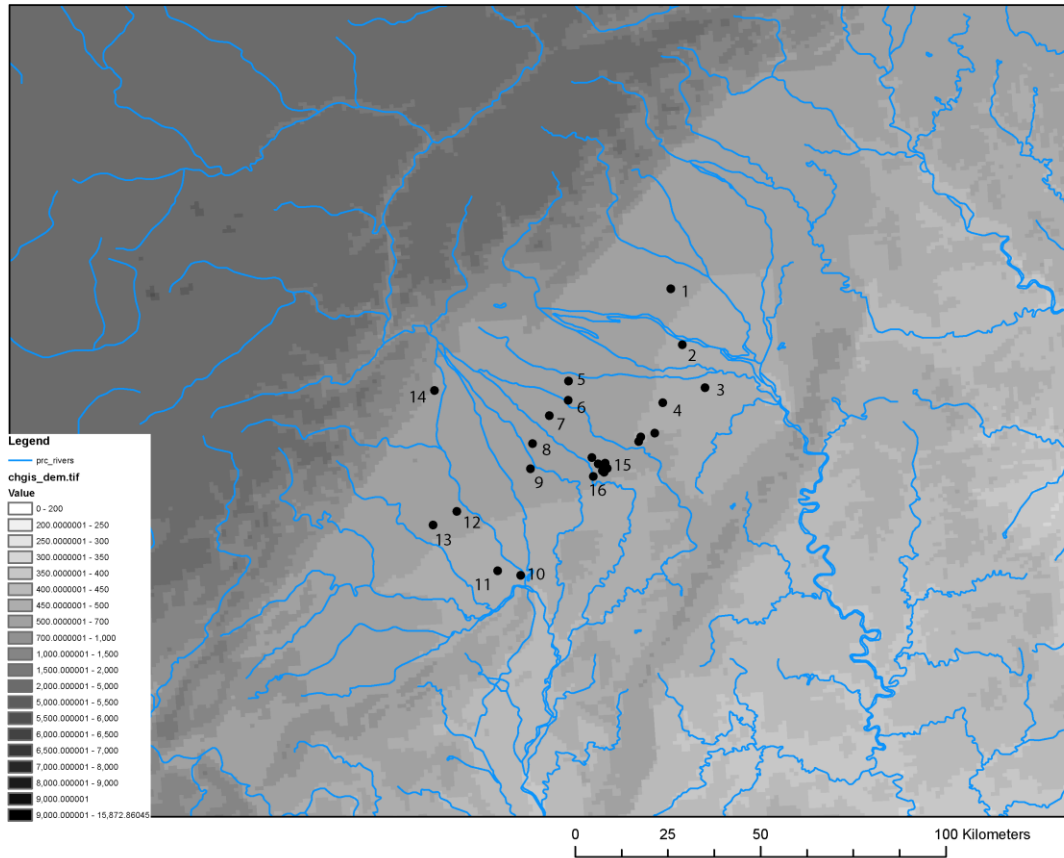 1
2
3
4
5
6
7
8
9
10
11
12
13
14
15
16
Legend
prc_rivers
chgis_dem.tif
Value
0 - 200
200.0000001 - 250
250.0000001 - 300
300.0000001 - 350
350.0000001 - 400
400.0000001 - 450
450.0000001 - 500
500.0000001 - 700
700.0000001 - 1,000
1,000.000001 - 1,500
1,500.000001 - 2,000
2,000.000001 - 5,000
5,000.000001 - 5,500
5,500.000001 - 6,000
6,000.000001 - 6,500
6,500.000001 - 7,000
7,000.000001 - 8,000
8,000.000001 - 9,000
9,000.000001
9,000.000001 - 15,872.86045
0 25 50 100 Kilometers